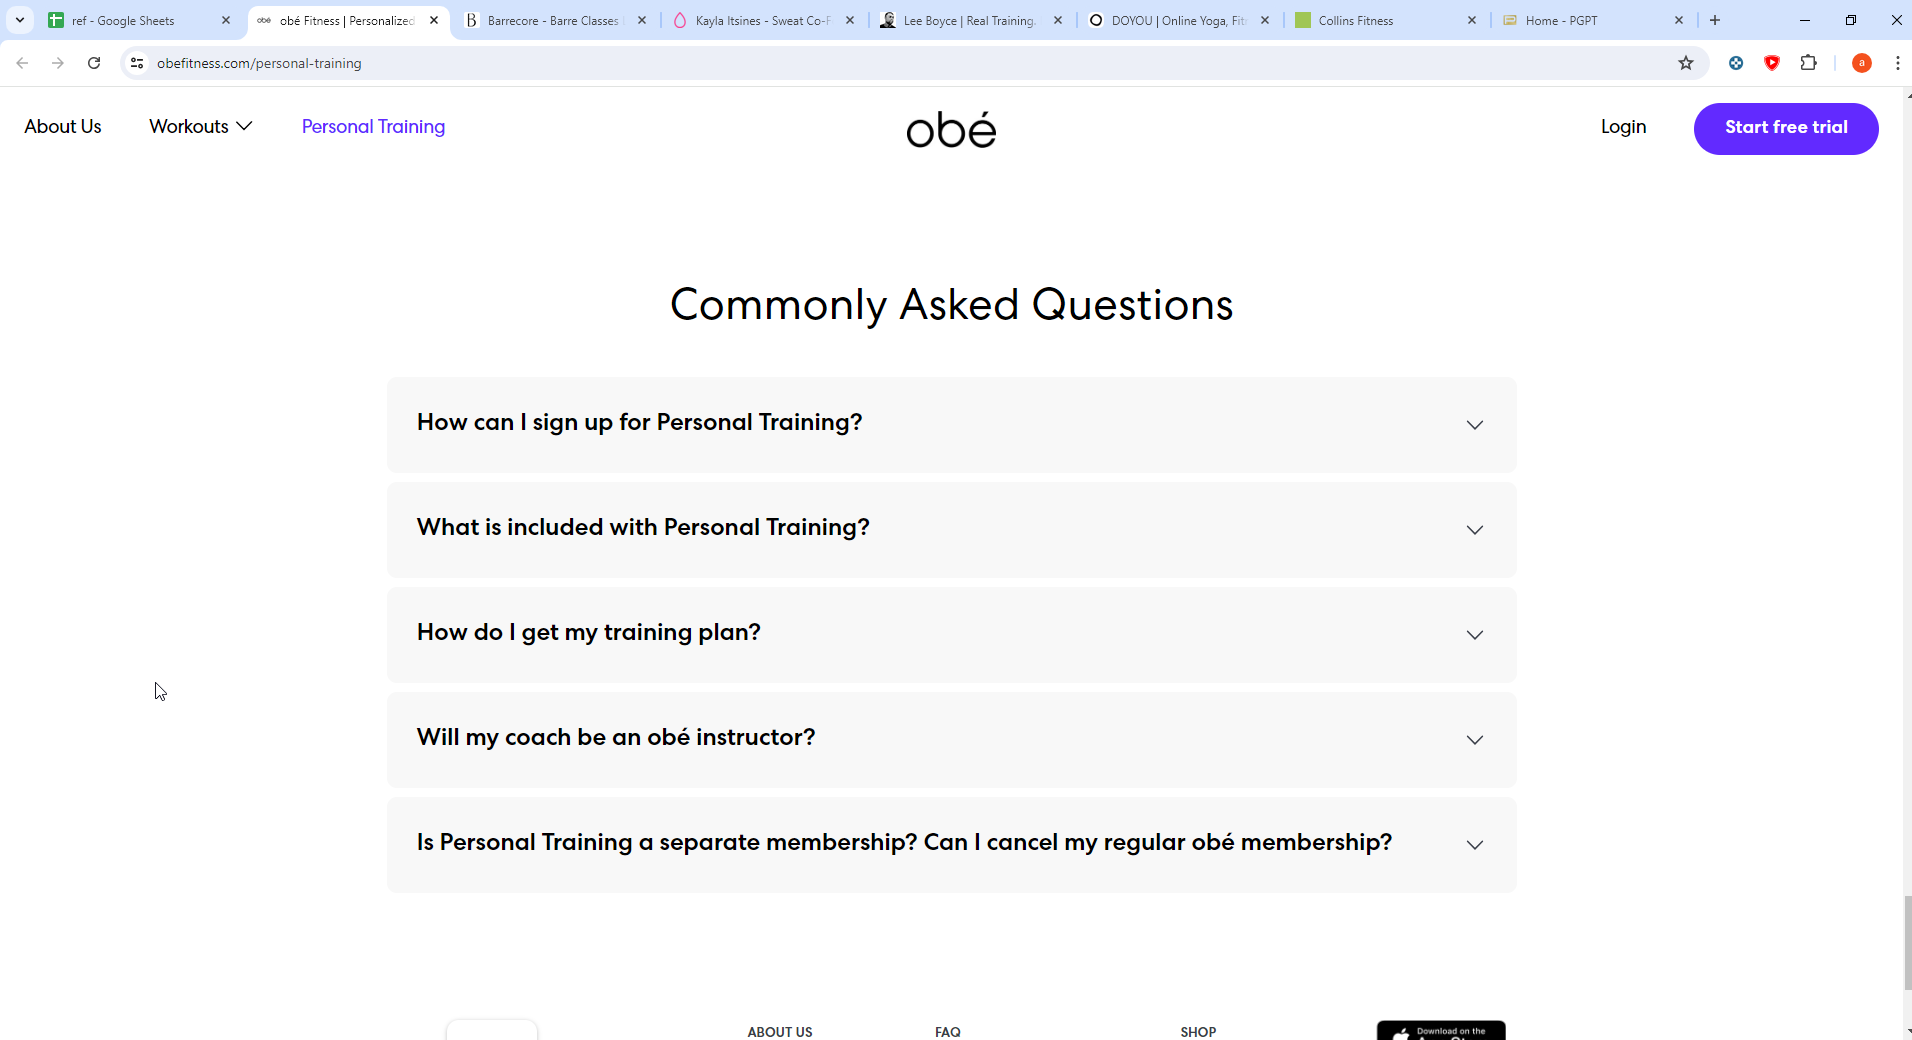 ref - Google Sheets
obé Fitness | Personalized
Barrecore - Barre Classes
Kayla Itsines - Sweat Co-F
Lee Boyce | Real Training.
DOYOU | Online Yoga, Fit
Collins Fitness
Home - PGPT
obefitness.com/personal-training
a
About Us
Workouts
Personal Training
obé
Login
Start free trial
Commonly Asked Questions
How can I sign up for Personal Training?
What is included with Personal Training?
How do I get my training plan?
Will my coach be an obé instructor?
Is Personal Training a separate membership? Can I cancel my regular obé membership?
ABOUT US
FAQ
SHOP
Download on the